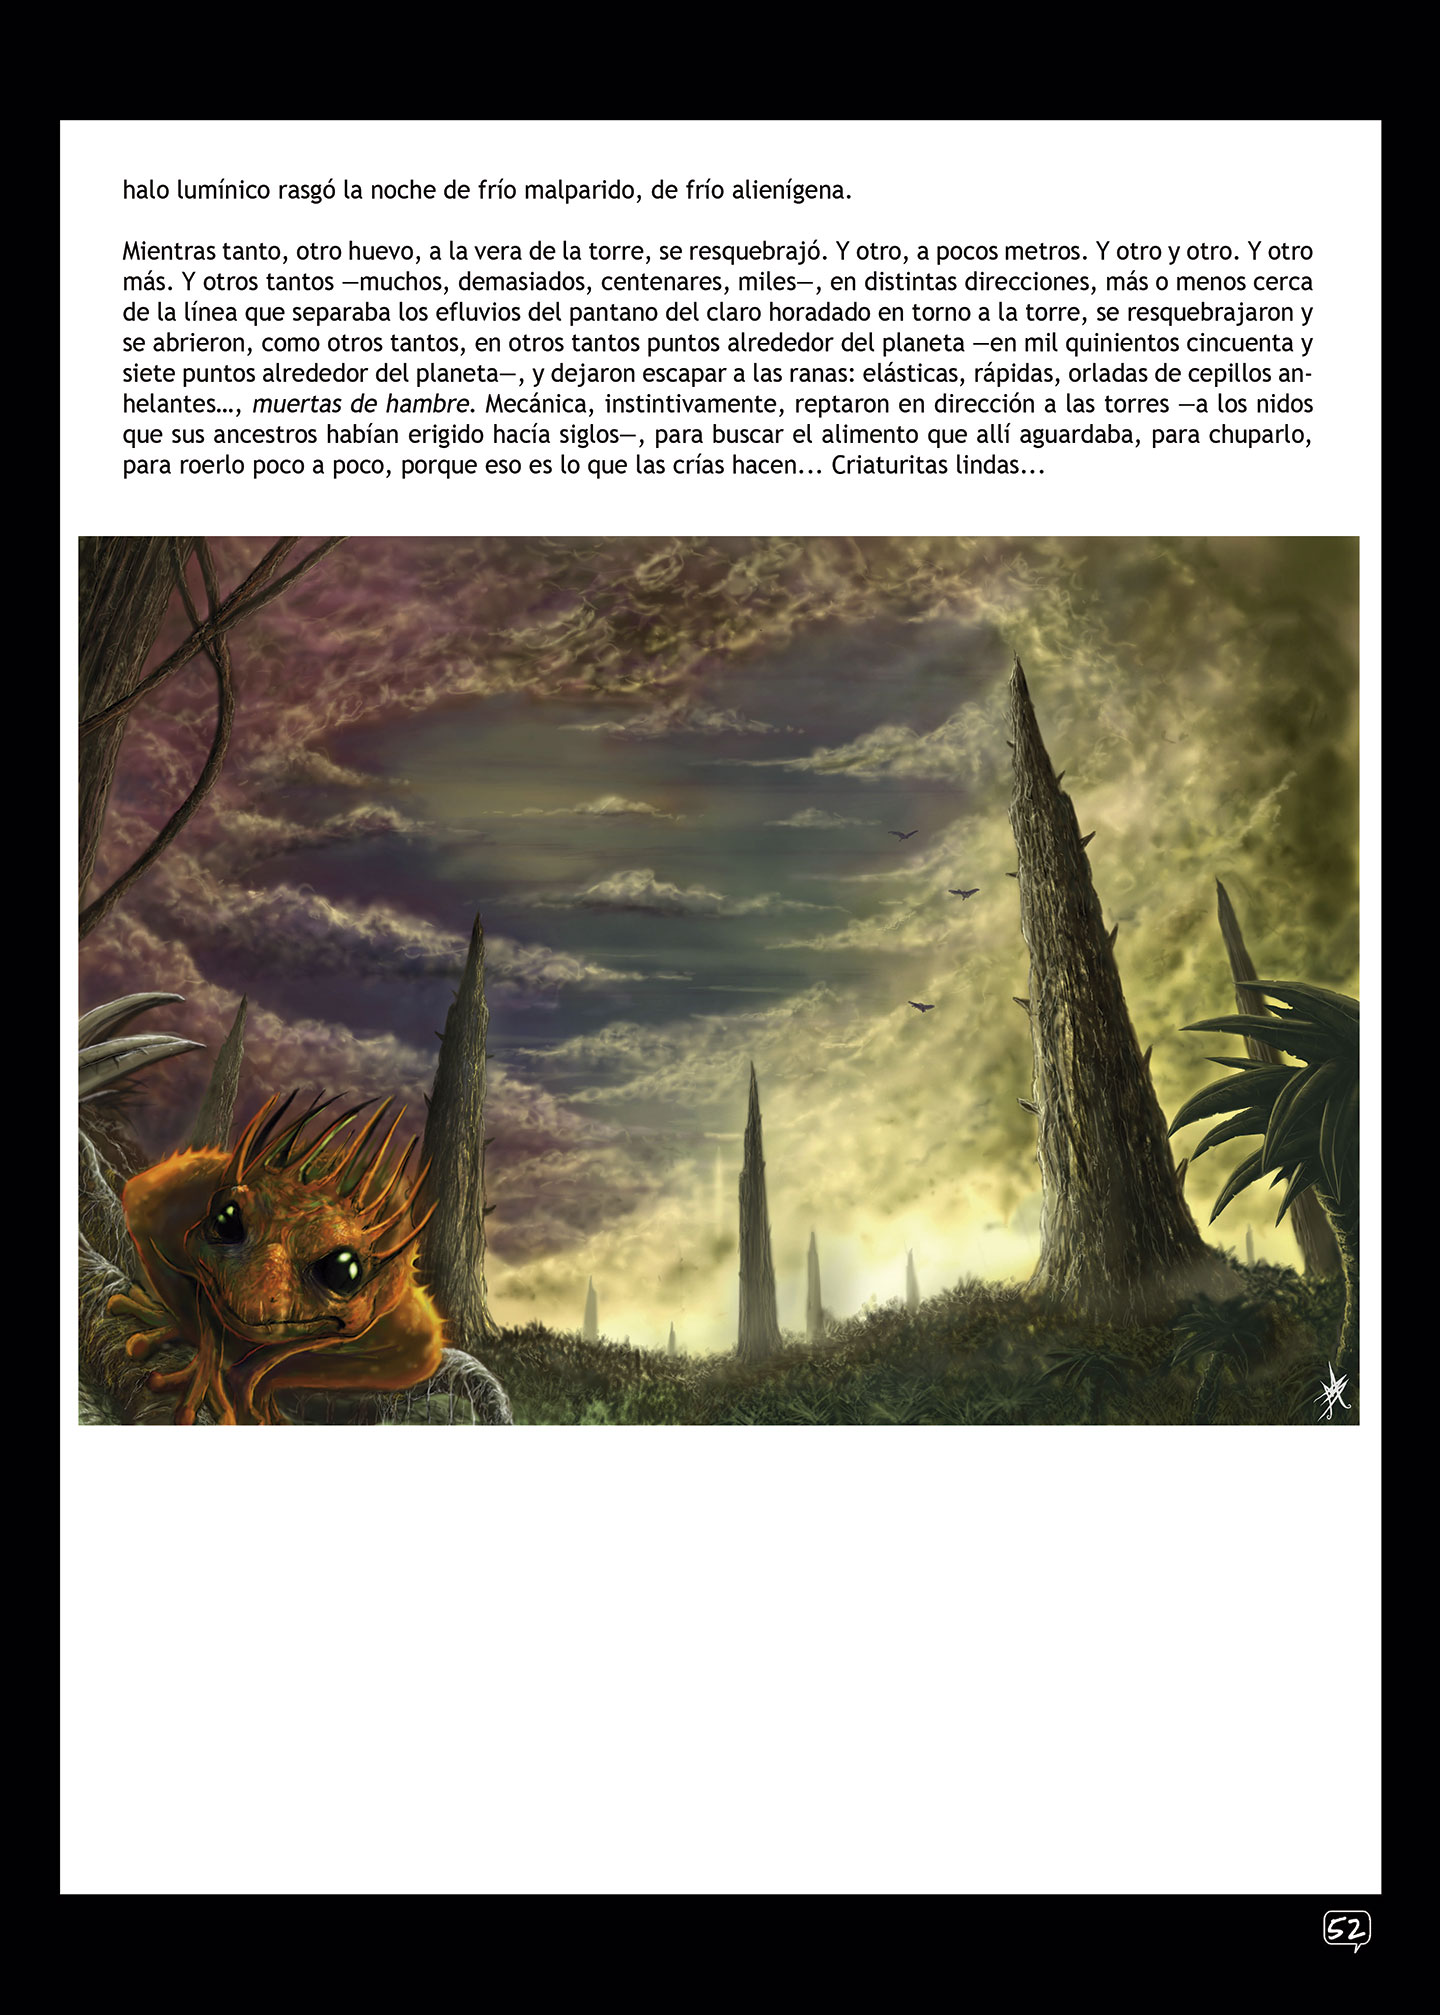 halo lumínico rasgó la noche de frío malparido, de frío alienígena.
Mientras tanto, otro huevo, a la vera de la torre, se resquebrajó. Y otro, a pocos metros. Y otro y otro. Y otro
más. Y otros tantos —muchos, demasiados, centenares, miles—, en distintas direcciones, más o menos cerca
de la línea que separaba los efluvios del pantano del claro horadado en torno a la torre, se resquebrajaron y
se abrieron, como otros tantos, en otros tantos puntos alrededor del planeta —en mil quinientos cincuenta y
siete puntos alrededor del planeta—, y dejaron escapar a las ranas: elásticas, rápidas, orladas de cepillos an-
helantes…, muertas de hambre. Mecánica, instintivamente, reptaron en dirección a las torres —a los nidos
que sus ancestros habían erigido hacía siglos—, para buscar el alimento que allí aguardaba, para chuparlo,
para roerlo poco a poco, porque eso es lo que las crías hacen... Criaturitas lindas...
52